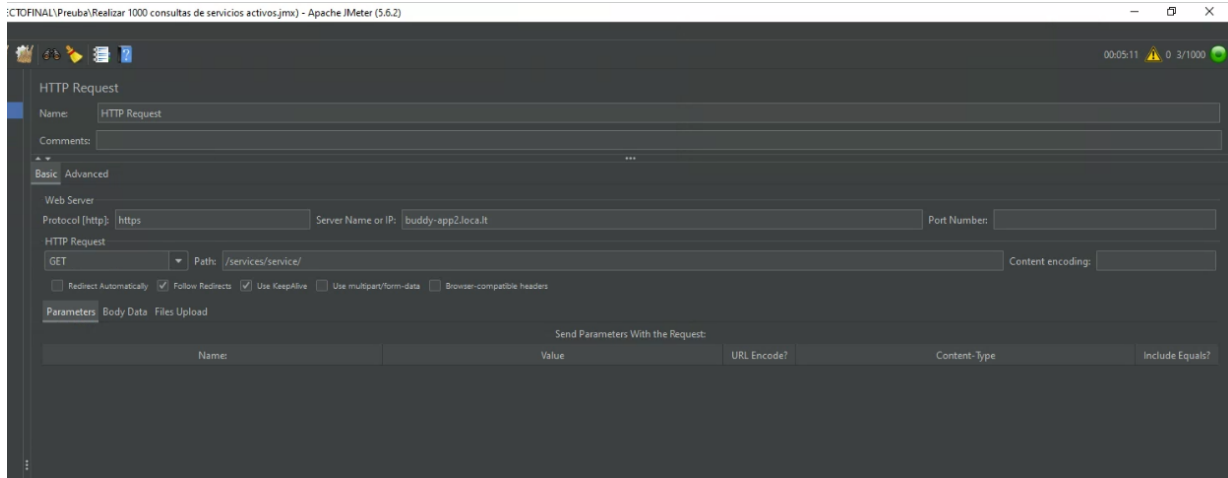 :CTOFINAL\Preuba\Realizar 1000 consultas de servicios activos.jmx) - Apache JMeter (5.6.2)
00:05:11 0 3/1000
HTTP Request
Name: HTTP Request
Comments:
Basic Advanced
Web Server
Protocol [http]: https Server Name or IP: buddy-app2.loca.lt Port Number:
HTTP Request
GET Path: /services/service/ Content encoding:
Redirect Automatically Follow Redirects Use KeepAlive Use multipart/form-data Browser-compatible headers
Parameters Body Data Files Upload
Send Parameters With the Request:
Name: Value URL Encode? Content-Type Include Equals?